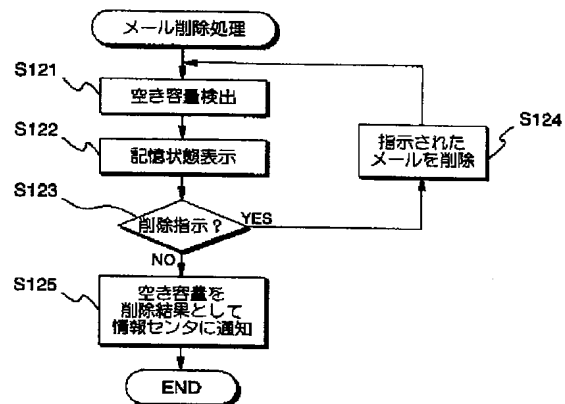 メール削除処理
S121
空き容量検出
S122
記憶状態表示
S123
削除指示？
YES
S124
指示された
メールを削除
NO
S125
空き容量を
削除結果として
情報センタに通知
END